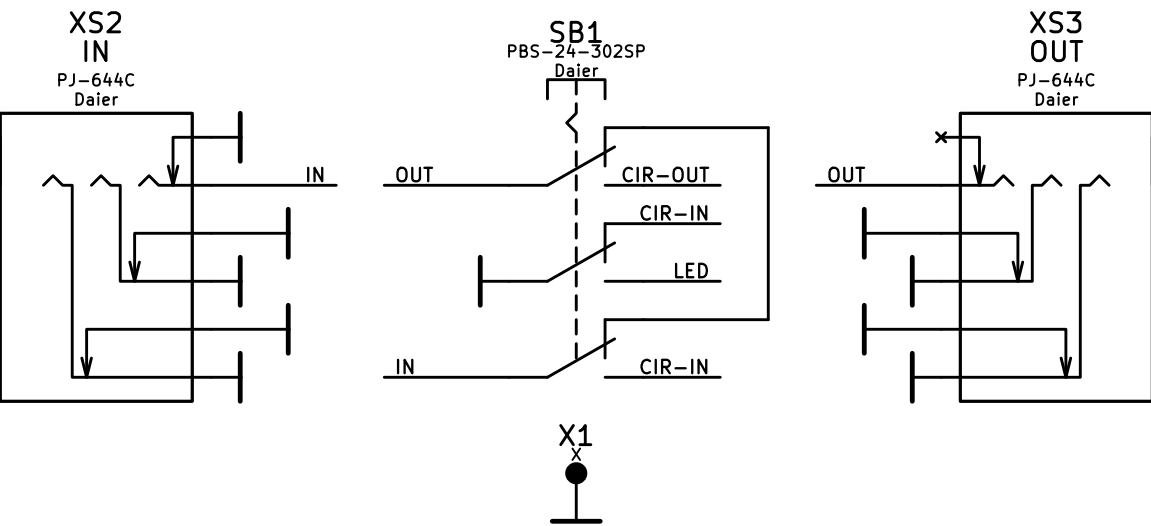 XS2
IN
PJ-644C
Daier
SB1
PBS-24-302SP
Daier
XS3
OUT
PJ-644C
Daier
IN
OUT
CIR-OUT
OUT
CIR-IN
LED
IN
CIR-IN
X1
X